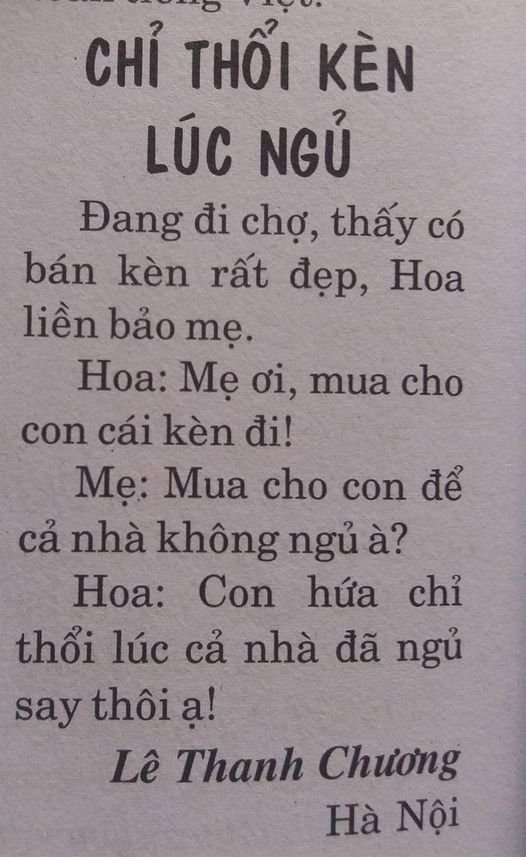 CHỈ THỔI KÈN
LÚC NGỦ
Đang đi chợ, thấy có
bán kèn rất đẹp, Hoa
liền bảo mẹ.
Hoa: Mẹ ơi, mua cho
con cái kèn đi!
Mẹ: Mua cho con để
cả nhà không ngủ à?
Hoa: Con hứa chỉ
thổi lúc cả nhà đã ngủ
say thôi ạ!
Lê Thanh Chương
Hà Nội